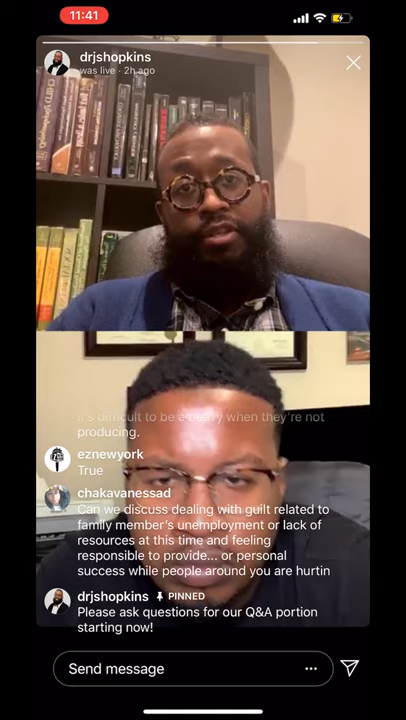 11:41
drjshopkins
was live · 2h ago
it's difficult to be a when they're not
producing.
eznewyork
True
chakavanessad
Can we discuss dealing with guilt related to
family member's unemployment or lack of
resources at this time and feeling
responsible to provide... or personal
success while people around you are hurtin
drjshopkins PINNED
Please ask questions for our Q&A portion
starting now!
Send message